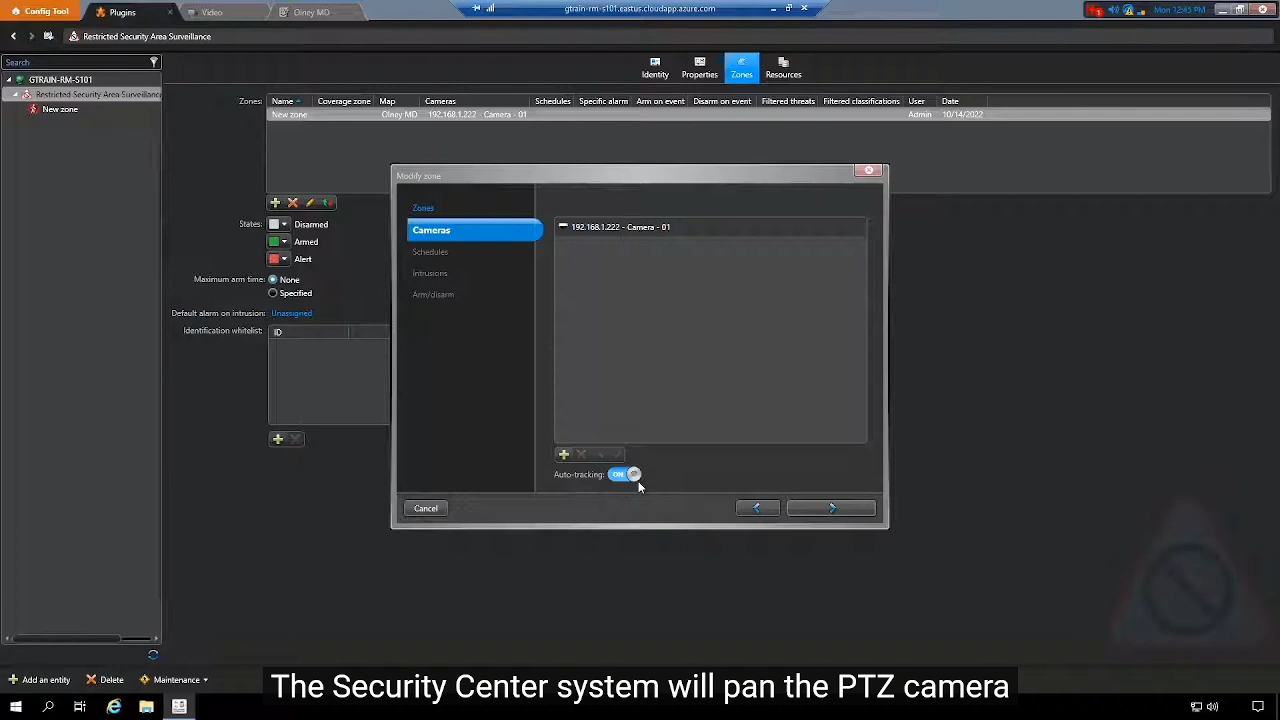 Config Tool
Plugins
Video
Olney MD
gtrain-rm-s101.eastus.cloudapp.azure.com
Mon 12:45 PM
Restricted Security Area Surveillance
Search
GTRAIN-RM-S101
Restricted Security Area Surveillanc
New zone
Identity
Properties
Zones
Resources
Zones:
Name Coverage zone Map Cameras Schedules Specific alarm Arm on event Disarm on event Filtered threats Filtered classifications User Date
New zone Olney MD 192.168.1.222 - Camera - 01 Admin 10/14/2022
States:
Disarmed
Armed
Alert
Maximum arm time:
None
Specified
Default alarm on intrusion: Unassigned
Identification whitelist:
ID
Modify zone
Zones
Cameras
Schedules
Intrusions
Arm/disarm
192.168.1.222 - Camera - 01
Auto-tracking: ON
Cancel
Add an entity
Delete
Maintenance
The Security Center system will pan the PTZ camera